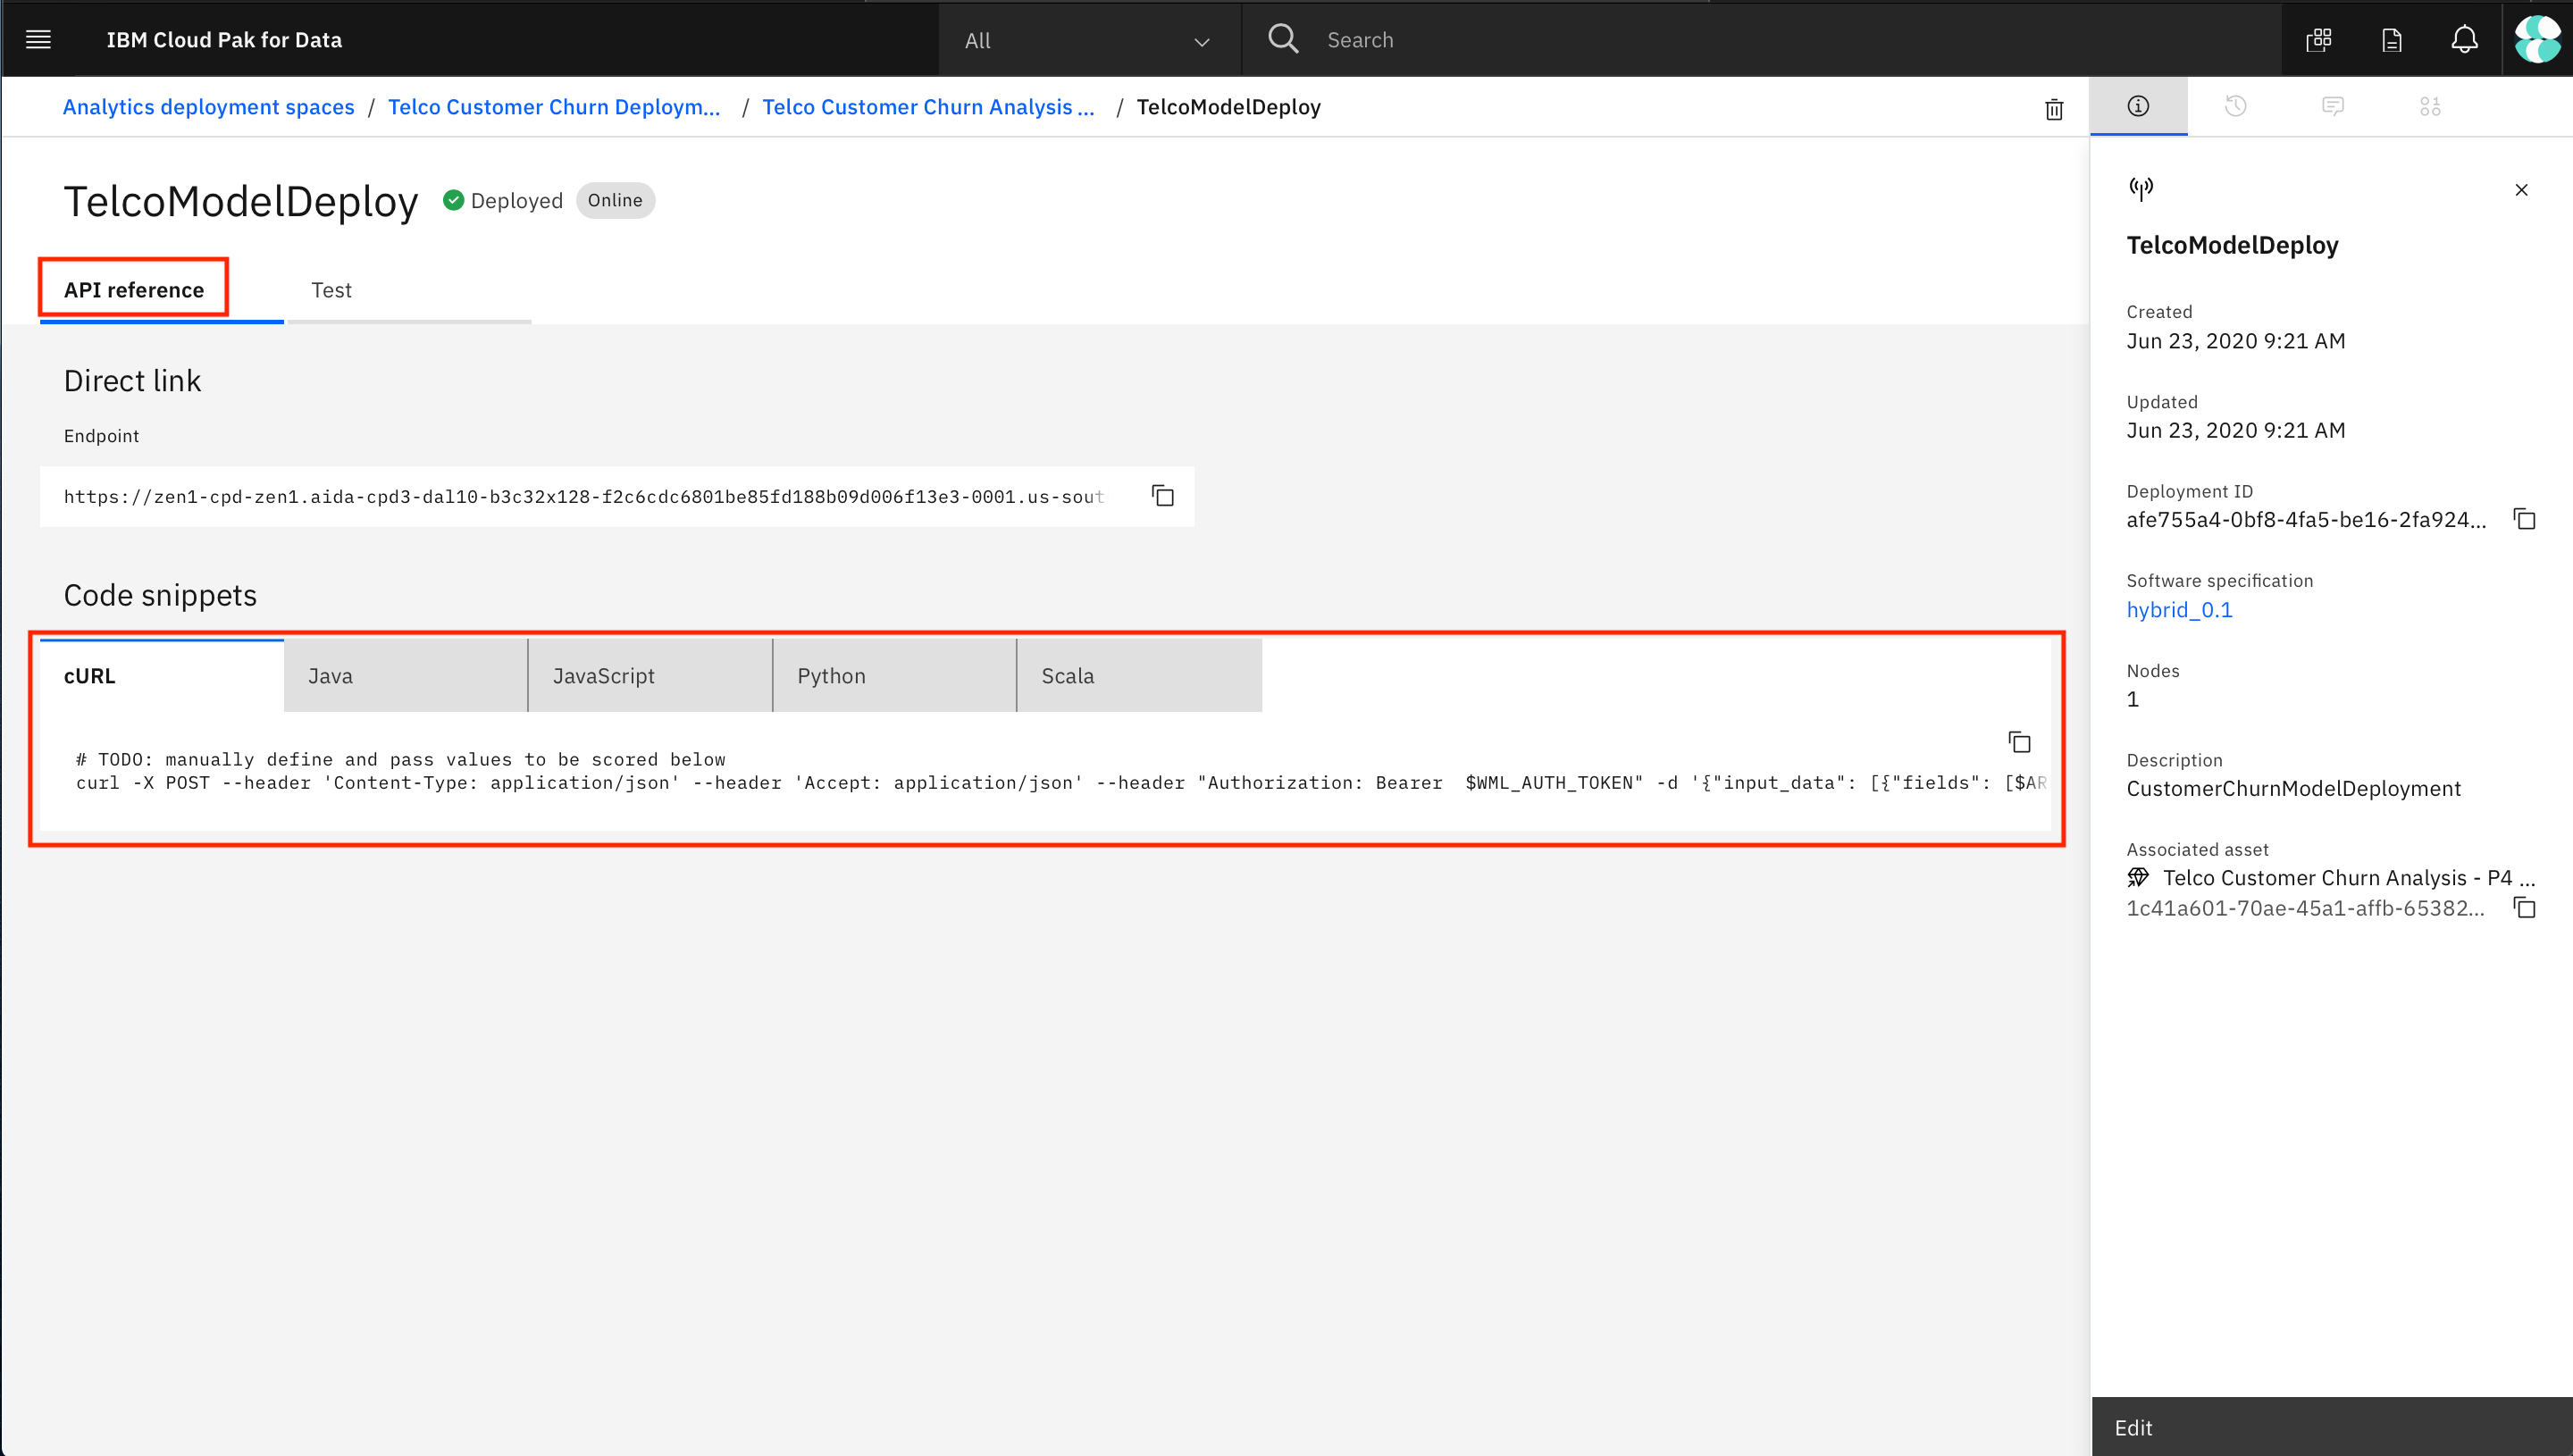 IBM Cloud Pak for Data
All
Search
Analytics deployment spaces / Telco Customer Churn Deploym... / Telco Customer Churn Analysis ... / TelcoModelDeploy
TelcoModelDeploy
Deployed
Online
API reference
Test
Direct link
Endpoint
https://zen1-cpd-zen1.aida-cpd3-dal10-b3c32x128-f2c6cdc6801be85fd188b09d006f13e3-0001.us-sout
Code snippets
cURL
Java
JavaScript
Python
Scala
# TODO: manually define and pass values to be scored below
curl -X POST --header 'Content-Type: application/json' --header 'Accept: application/json' --header "Authorization: Bearer  $WML_AUTH_TOKEN" -d '{"input_data": [{"fields": [$AR
TelcoModelDeploy
Created
Jun 23, 2020 9:21 AM
Updated
Jun 23, 2020 9:21 AM
Deployment ID
afe755a4-0bf8-4fa5-be16-2fa924...
Software specification
hybrid_0.1
Nodes
1
Description
CustomerChurnModelDeployment
Associated asset
Telco Customer Churn Analysis - P4 ...
1c41a601-70ae-45a1-affb-65382...
Edit